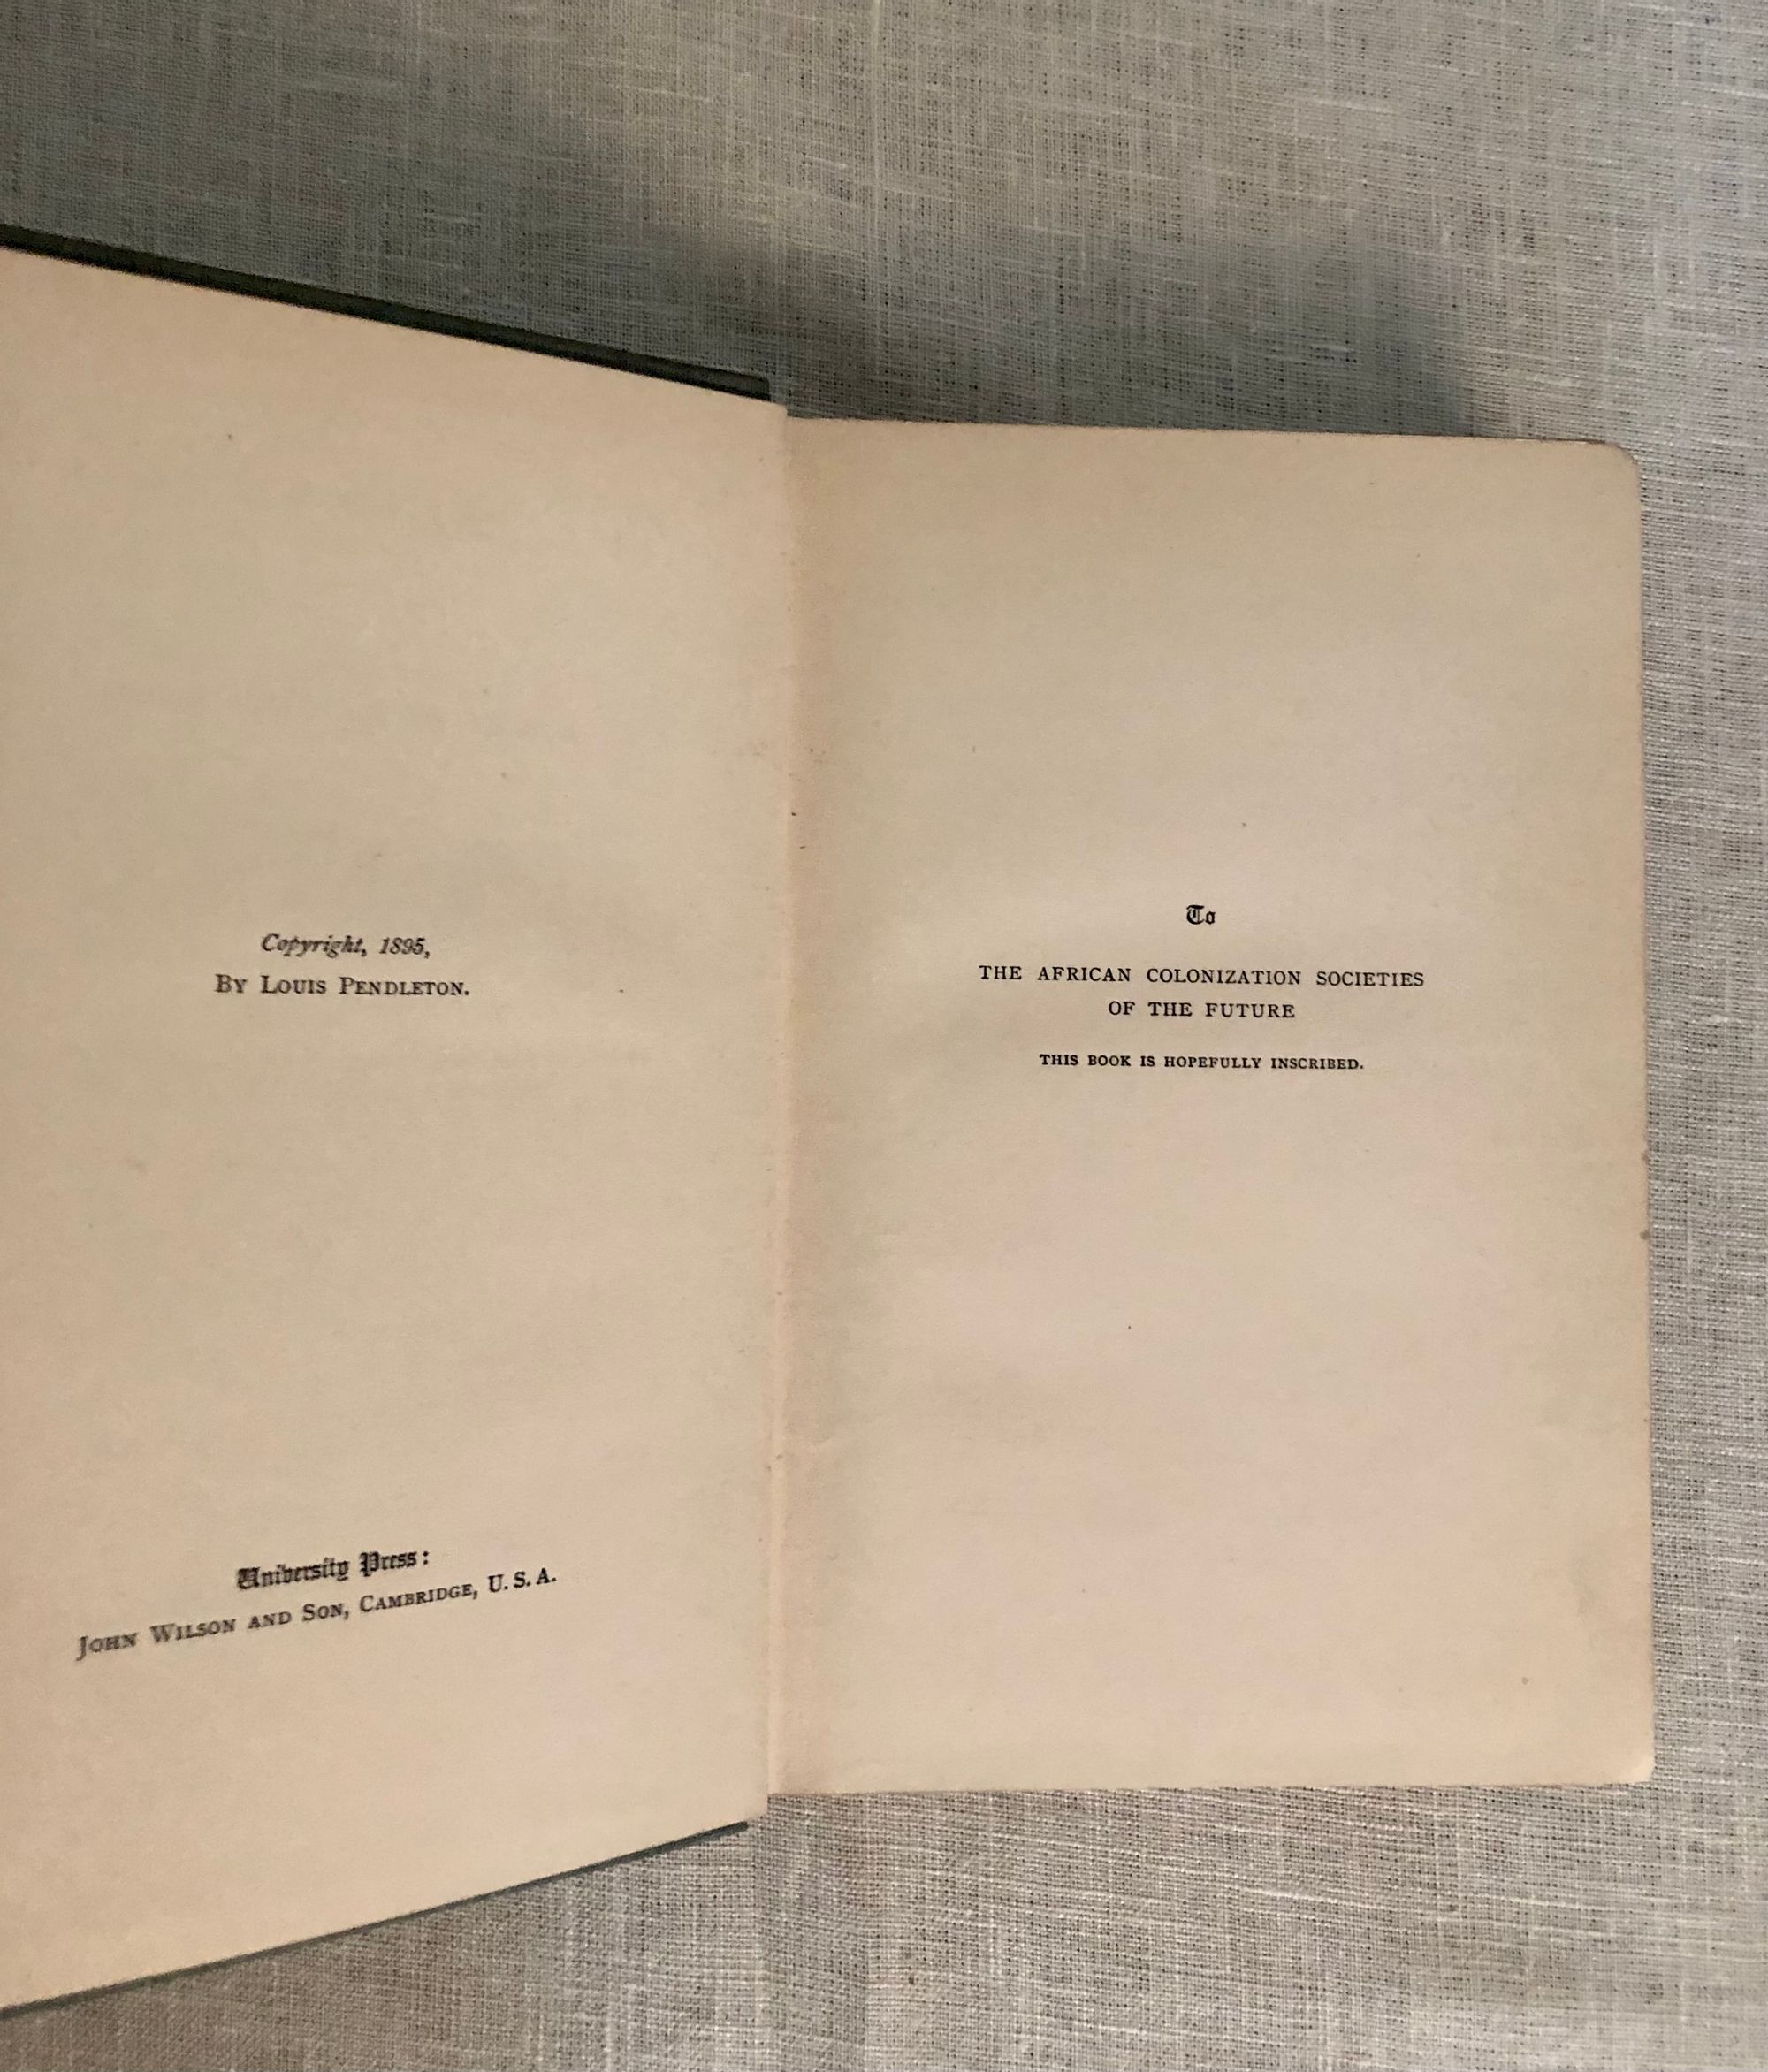 Copyright, 1895,
By Louis Pendleton.
University Press:
John Wilson and Son, Cambridge, U. S. A.
To
THE AFRICAN COLONIZATION SOCIETIES
OF THE FUTURE
THIS BOOK IS HOPEFULLY INSCRIBED.